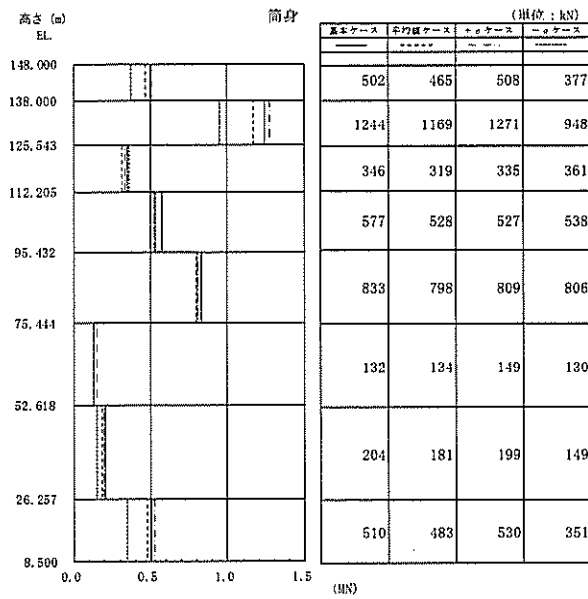 高さ (m)
EL.
筒身
(単位：kN)
基本ケース 平均値ケース +σケース -σケース
148.000
502 465 508 377
138.000
1244 1169 1271 948
125.543
346 319 335 361
112.205
577 528 527 538
95.432
833 798 809 806
75.441
132 134 149 130
52.618
204 181 199 149
26.257
510 483 530 351
8.500
0.0 0.5 1.0 1.5
(MN)